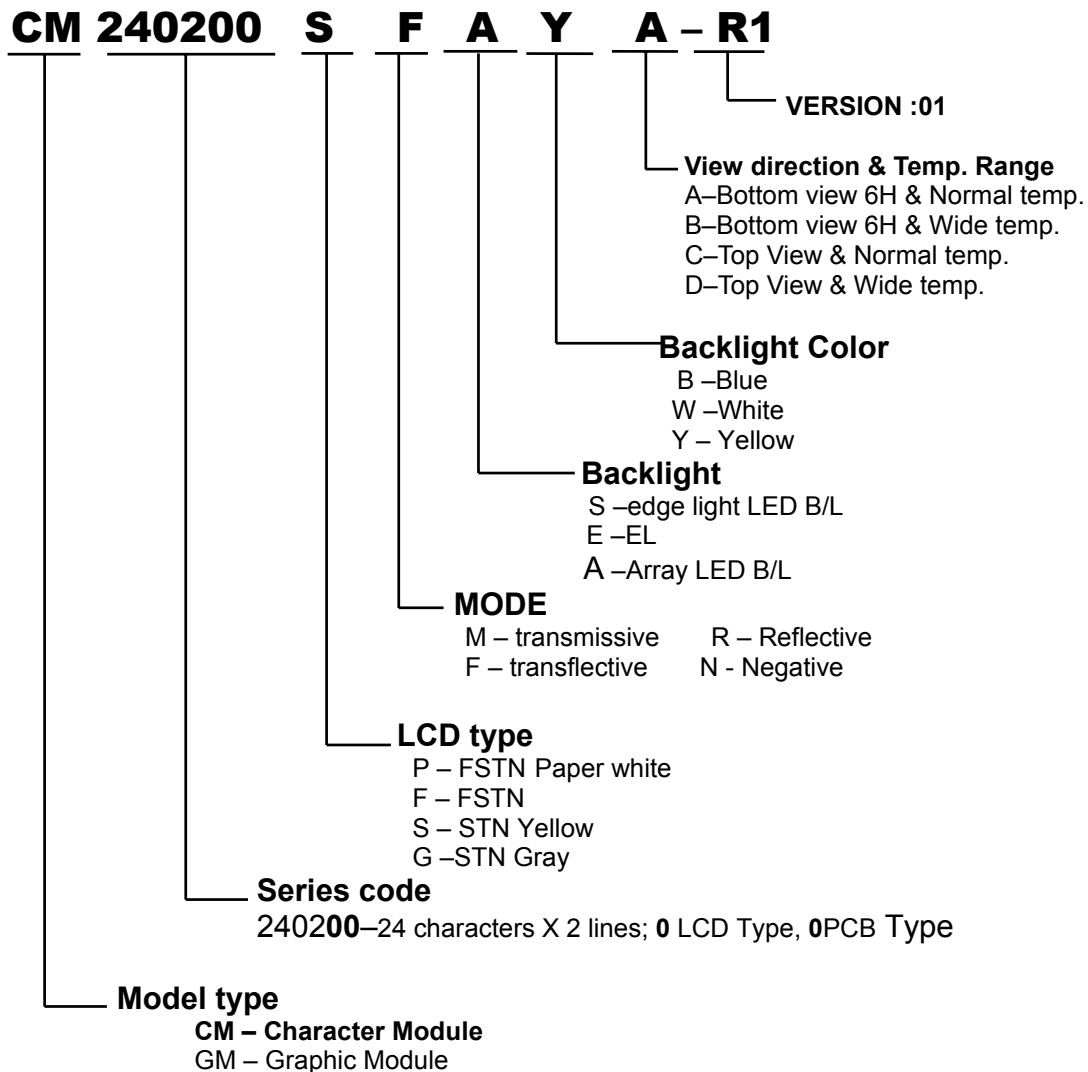 CM 240200 S F A Y A – R1
VERSION :01
View direction & Temp. Range
A–Bottom view 6H & Normal temp.
B–Bottom view 6H & Wide temp.
C–Top View & Normal temp.
D–Top View & Wide temp.
Backlight Color
B –Blue
W –White
Y – Yellow
Backlight
S –edge light LED B/L
E –EL
A –Array LED B/L
MODE
M – transmissive R – Reflective
F – transflective N - Negative
LCD type
P – FSTN Paper white
F – FSTN
S – STN Yellow
G –STN Gray
Series code
240200–24 characters X 2 lines; 0 LCD Type, 0PCB Type
Model type
CM – Character Module
GM – Graphic Module